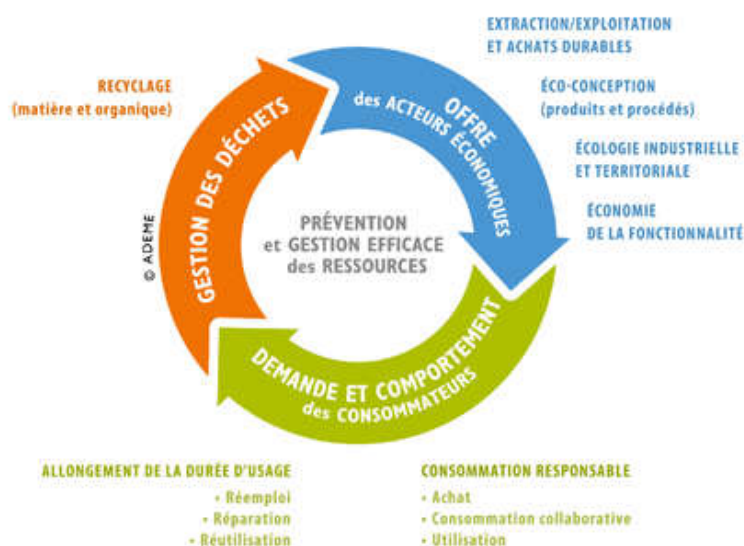 EXTRACTION/EXPLOITATION
ET ACHATS DURABLES
RECYCLAGE
(matière et organique)
ÉCO-CONCEPTION
(produits et procédés)
ÉCOLOGIE INDUSTRIELLE
ET TERRITORIALE
ÉCONOMIE
DE LA FONCTIONNALITÉ
OFFRE
des ACTEURS ÉCONOMIQUES
GESTION DES DÉCHETS
PRÉVENTION
et GESTION EFFICACE
des RESSOURCES
© ADEME
DEMANDE ET COMPORTEMENT
des CONSOMMATEURS
ALLONGEMENT DE LA DURÉE D'USAGE
• Réemploi
• Réparation
• Réutilisation
CONSOMMATION RESPONSABLE
• Achat
• Consommation collaborative
• Utilisation